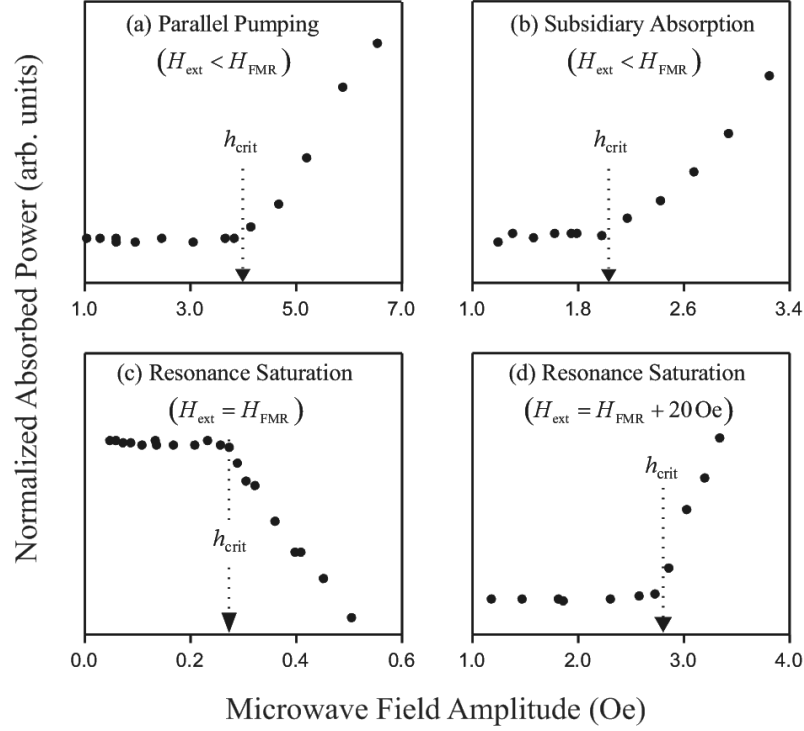 Normalized Absorbed Power (arb. units)
(a) Parallel Pumping
(H_ext < H_FMR)
h_crit
1.0 3.0 5.0 7.0
(b) Subsidiary Absorption
(H_ext < H_FMR)
h_crit
1.0 1.8 2.6 3.4
(c) Resonance Saturation
(H_ext = H_FMR)
h_crit
0.0 0.2 0.4 0.6
(d) Resonance Saturation
(H_ext = H_FMR + 20 Oe)
h_crit
1.0 2.0 3.0 4.0
Microwave Field Amplitude (Oe)